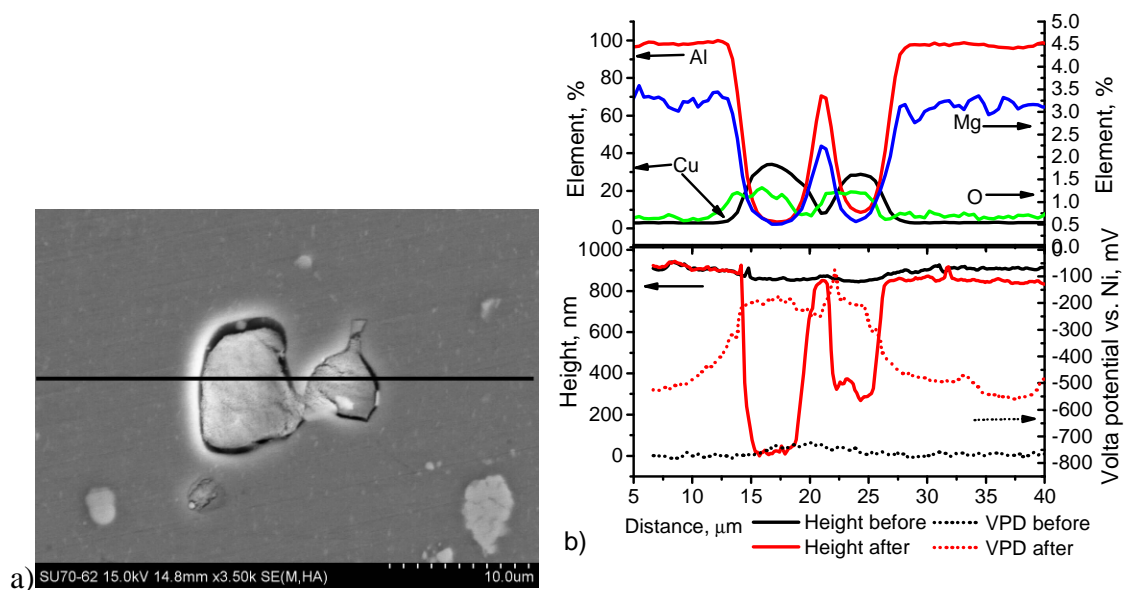 a)
SU70-62 15.0kV 14.8mm x3.50k SE(M,HA)
10.0um
b)
Element, %
100
80
60
40
20
0
Al
Cu
Mg
O
5.0
4.5
4.0
3.5
3.0
2.5
2.0
1.5
1.0
0.5
0.0
Element, %
Height, nm
1000
800
600
400
200
0
0
-100
-200
-300
-400
-500
-600
-700
-800
Volta potential vs. Ni, mV
5 10 15 20 25 30 35 40
Distance, μm
Height before
VPD before
Height after
VPD after